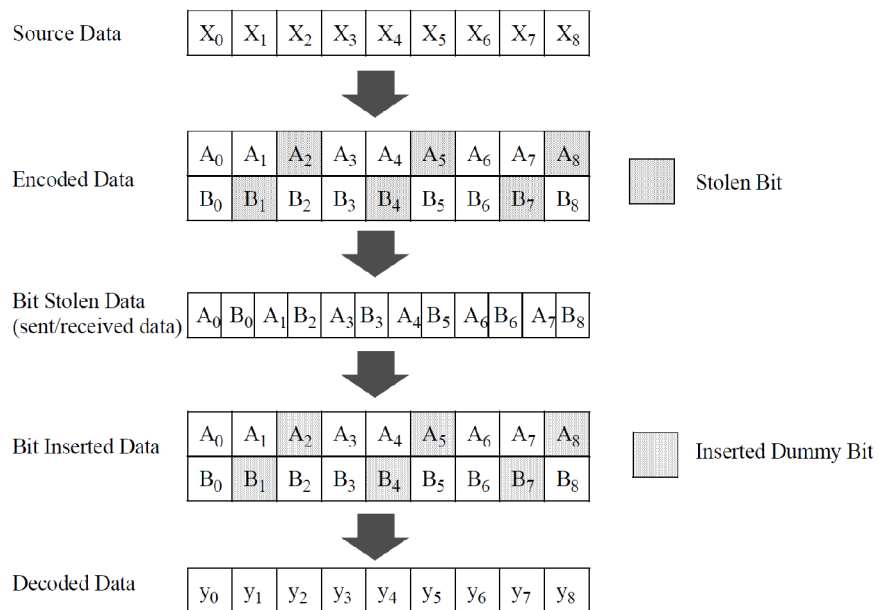 Source Data X₀ X₁ X₂ X₃ X₄ X₅ X₆ X₇ X₈
A₀ A₁ A₂ A₃ A₄ A₅ A₆ A₇ A₈
Encoded Data
B₀ B₁ B₂ B₃ B₄ B₅ B₆ B₇ B₈
Stolen Bit
Bit Stolen Data
(sent/received data)
A₀ B₀ A₁ B₂ A₃ B₃ A₄ B₅ A₆ B₆ A₇ B₈
Bit Inserted Data
A₀ A₁ A₂ A₃ A₄ A₅ A₆ A₇ A₈
B₀ B₁ B₂ B₃ B₄ B₅ B₆ B₇ B₈
Inserted Dummy Bit
Decoded Data y₀ y₁ y₂ y₃ y₄ y₅ y₆ y₇ y₈